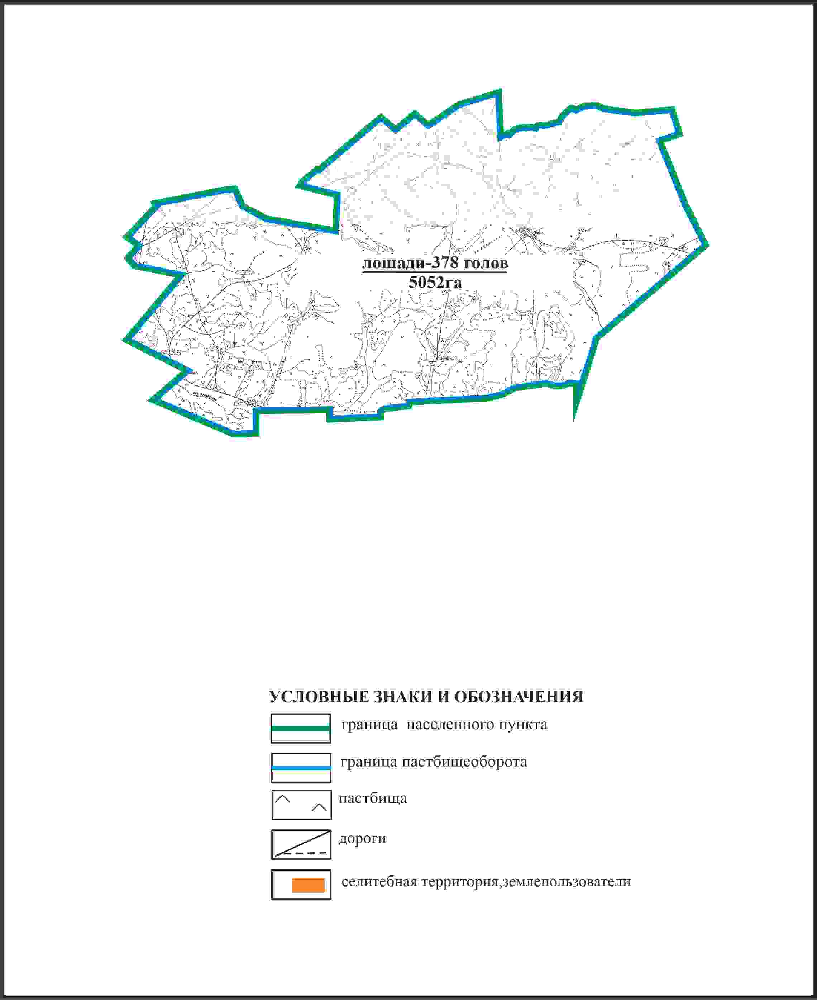 лошади-378 голов
5052га
УСЛОВНЫЕ ЗНАКИ И ОБОЗНАЧЕНИЯ
граница населенного пункта
граница пастбищеоборота
пастбища
дороги
селитебная территория,землепользователи